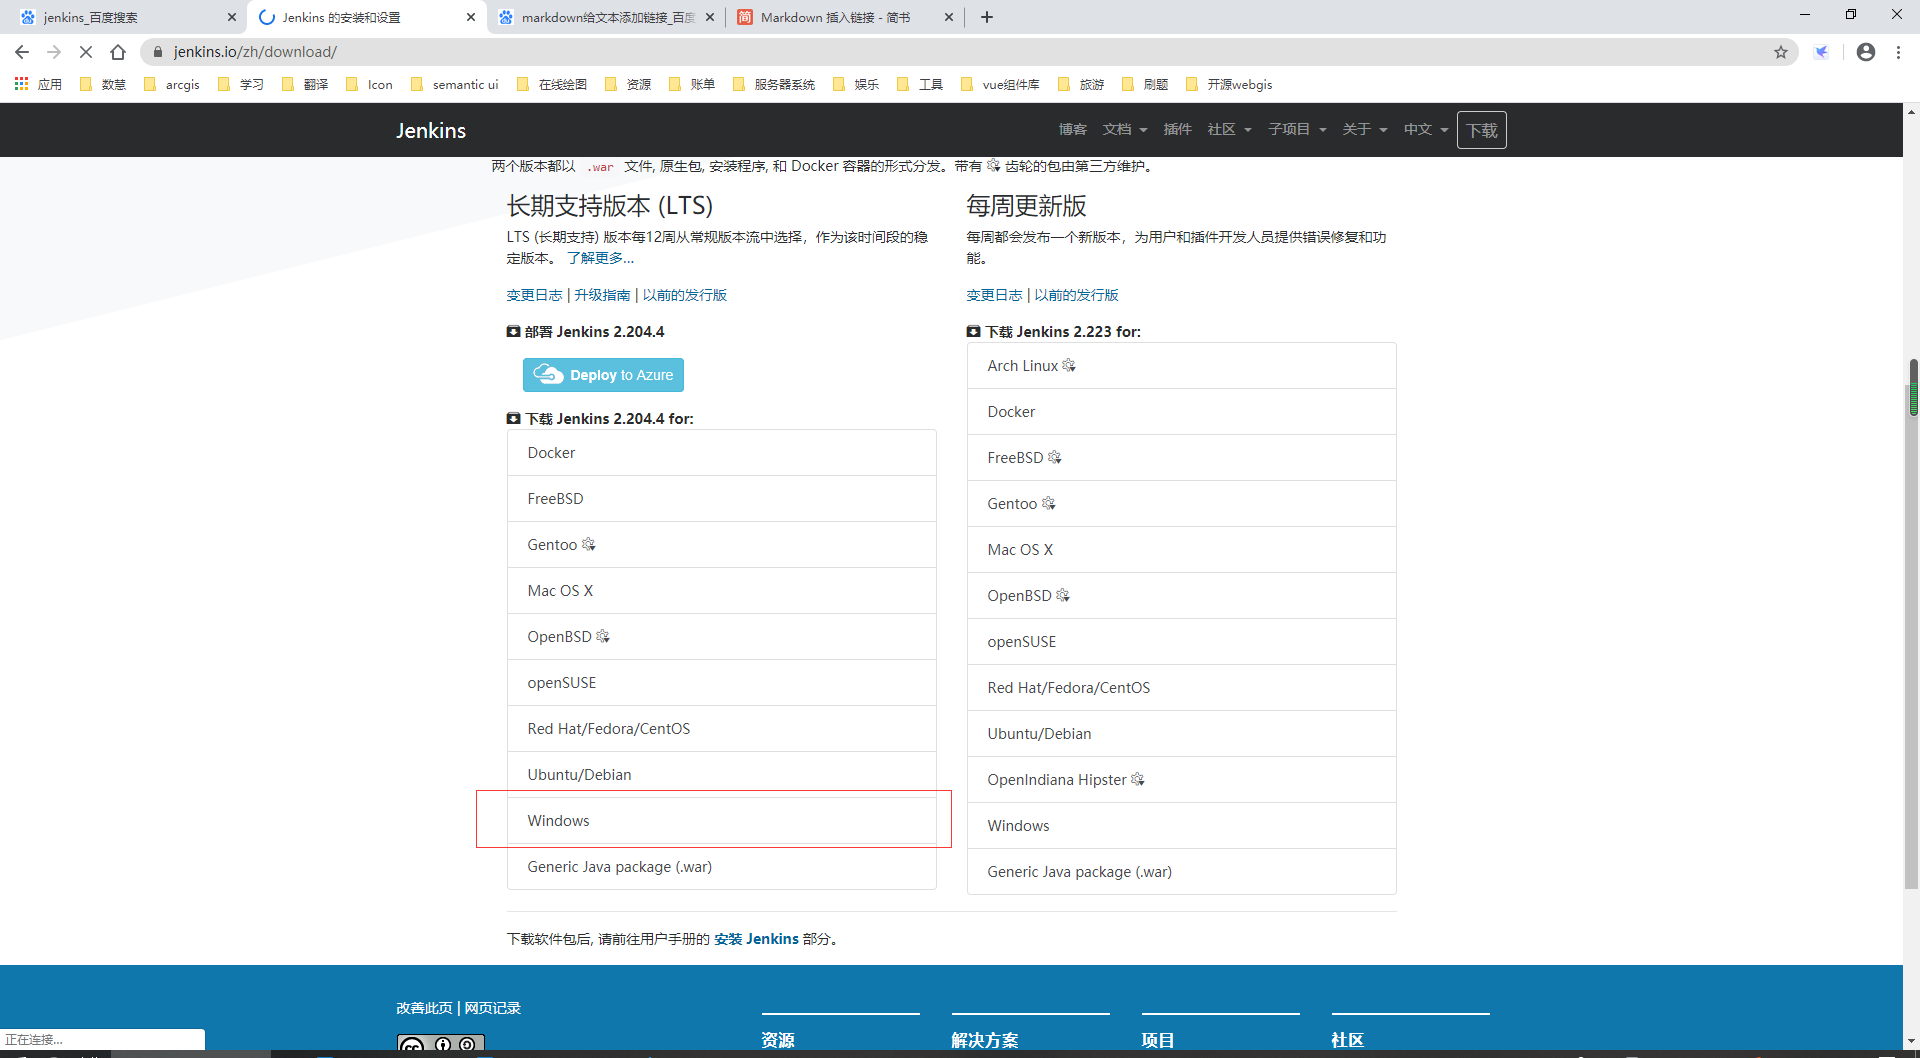 jenkins_百度搜索
Jenkins 的安装和设置
markdown给文本添加链接_百度
Markdown 插入链接 - 简书
jenkins.io/zh/download/
应用
数慧
arcgis
学习
翻译
Icon
semantic ui
在线绘图
资源
账单
服务器系统
娱乐
工具
vue组件库
旅游
刷题
开源webgis
Jenkins
博客
文档
插件
社区
子项目
关于
中文
下载
两个版本都以 .war 文件, 原生包, 安装程序, 和 Docker 容器的形式分发。带有 齿轮的包由第三方维护。
长期支持版本 (LTS)
LTS (长期支持) 版本每12周从常规版本流中选择，作为该时间段的稳
定版本。 了解更多...
变更日志 | 升级指南 | 以前的发行版
部署 Jenkins 2.204.4
Deploy to Azure
下载 Jenkins 2.204.4 for:
Docker
FreeBSD
Gentoo
Mac OS X
OpenBSD
openSUSE
Red Hat/Fedora/CentOS
Ubuntu/Debian
Windows
Generic Java package (.war)
每周更新版
每周都会发布一个新版本，为用户和插件开发人员提供错误修复和功
能。
变更日志 | 以前的发行版
下载 Jenkins 2.223 for:
Arch Linux
Docker
FreeBSD
Gentoo
Mac OS X
OpenBSD
openSUSE
Red Hat/Fedora/CentOS
Ubuntu/Debian
OpenIndiana Hipster
Windows
Generic Java package (.war)
下载软件包后, 请前往用户手册的 安装 Jenkins 部分。
改善此页 | 网页记录
资源
解决方案
项目
社区
正在连接...